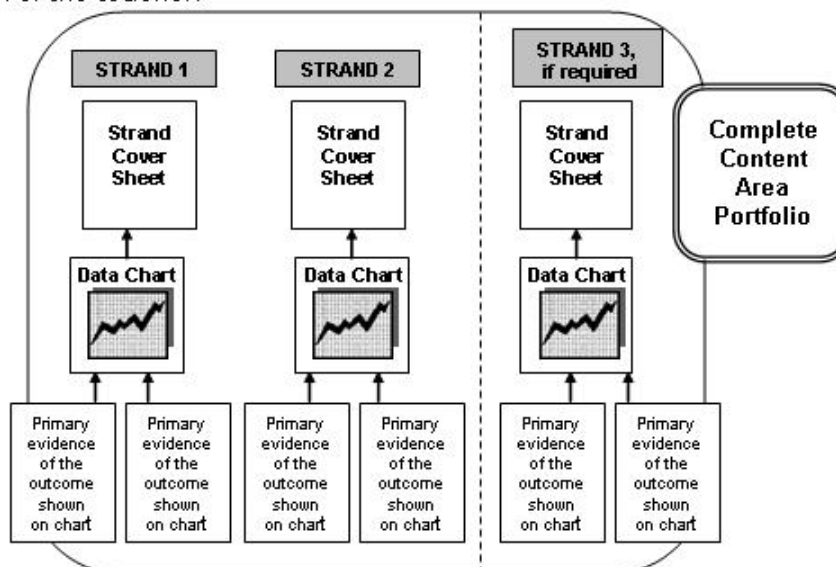 STRAND 1
STRAND 2
STRAND 3,
if required
Strand
Cover
Sheet
Strand
Cover
Sheet
Strand
Cover
Sheet
Complete
Content
Area
Portfolio
Data Chart
Data Chart
Data Chart
Primary
evidence
of the
outcome
shown
on chart
Primary
evidence
of the
outcome
shown
on chart
Primary
evidence
of the
outcome
shown
on chart
Primary
evidence
of the
outcome
shown
on chart
Primary
evidence
of the
outcome
shown
on chart
Primary
evidence
of the
outcome
shown
on chart